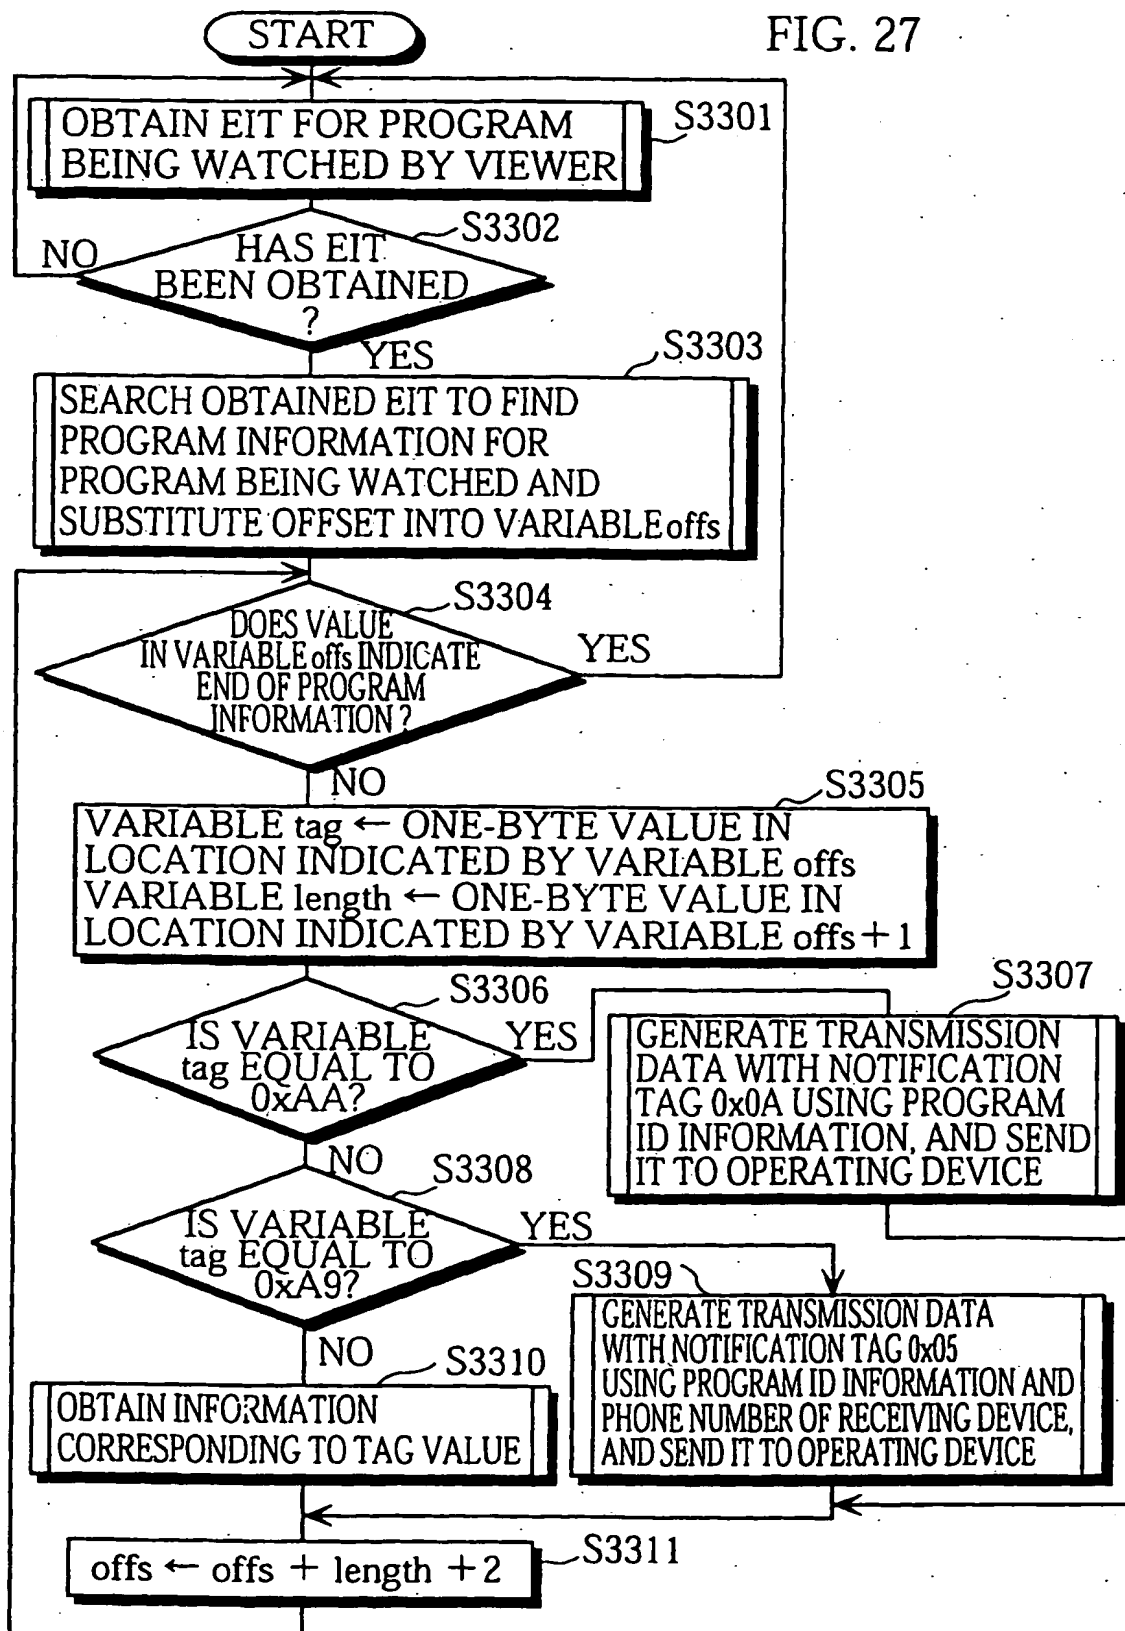 START
FIG. 27
S3301
OBTAIN EIT FOR PROGRAM
BEING WATCHED BY VIEWER
S3302
NO
HAS EIT
BEEN OBTAINED
?
YES
S3303
SEARCH OBTAINED EIT TO FIND
PROGRAM INFORMATION FOR
PROGRAM BEING WATCHED AND
SUBSTITUTE OFFSET INTO VARIABLE offs
S3304
DOES VALUE
IN VARIABLE offs INDICATE
END OF PROGRAM
INFORMATION ?
YES
NO
S3305
VARIABLE tag ← ONE-BYTE VALUE IN
LOCATION INDICATED BY VARIABLE offs
VARIABLE length ← ONE-BYTE VALUE IN
LOCATION INDICATED BY VARIABLE offs + 1
S3306
IS VARIABLE
tag EQUAL TO
0xAA?
YES
S3307
GENERATE TRANSMISSION
DATA WITH NOTIFICATION
TAG 0x0A USING PROGRAM
ID INFORMATION, AND SEND
IT TO OPERATING DEVICE
NO
S3308
IS VARIABLE
tag EQUAL TO
0xA9?
YES
S3309
GENERATE TRANSMISSION DATA
WITH NOTIFICATION TAG 0x05
USING PROGRAM ID INFORMATION AND
PHONE NUMBER OF RECEIVING DEVICE,
AND SEND IT TO OPERATING DEVICE
NO
S3310
OBTAIN INFORMATION
CORRESPONDING TO TAG VALUE
S3311
offs ← offs + length + 2